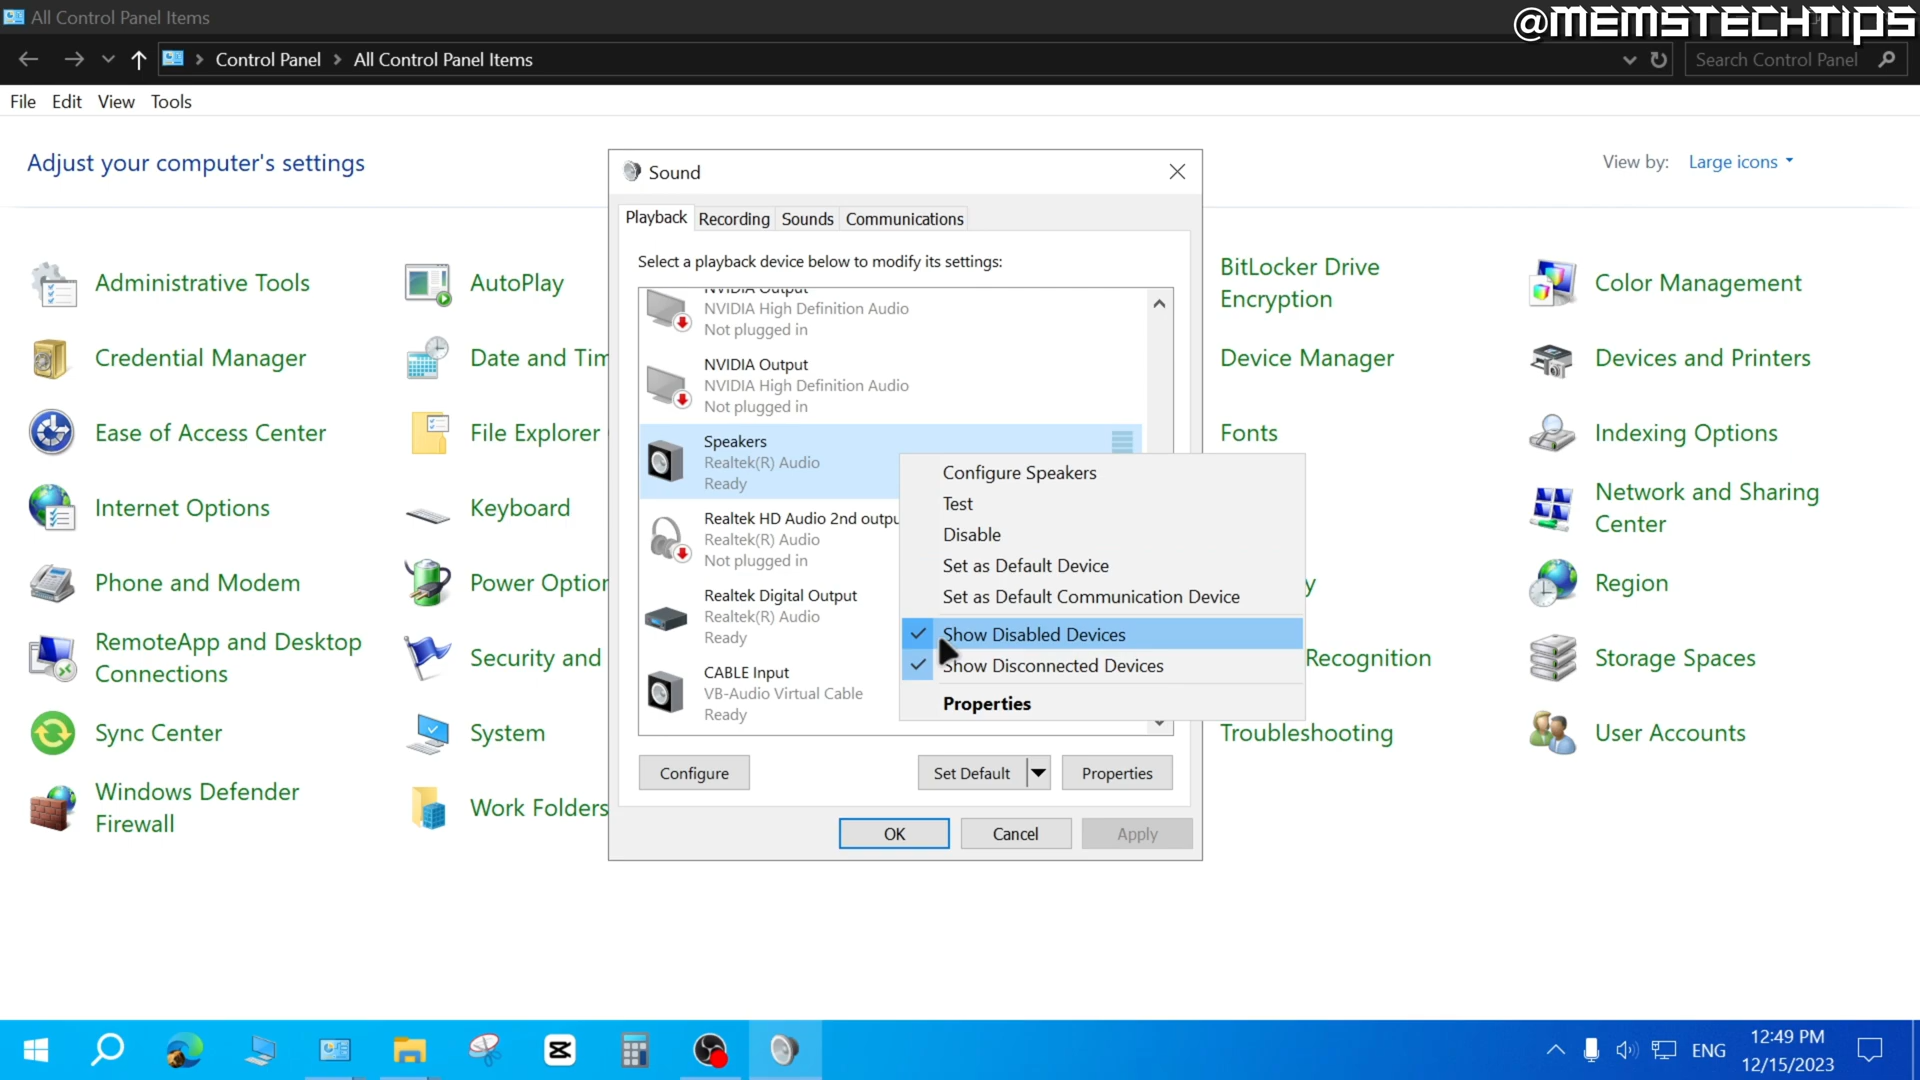 All Control Panel Items
@MEMSTECHTIPS
Control Panel
All Control Panel Items
Search Control Panel
File
Edit
View
Tools
Adjust your computer's settings
View by:
Large icons
Administrative Tools
AutoPlay
BitLocker Drive
Encryption
Color Management
Credential Manager
Date and Tim
Device Manager
Devices and Printers
Ease of Access Center
File Explorer
Fonts
Indexing Options
Internet Options
Keyboard
Network and Sharing
Center
Phone and Modem
Power Option
y
Region
RemoteApp and Desktop
Connections
Security and
Recognition
Storage Spaces
Sync Center
System
Troubleshooting
User Accounts
Windows Defender
Firewall
Work Folders
Sound
Playback
Recording
Sounds
Communications
Select a playback device below to modify its settings:
NVIDIA Output
NVIDIA High Definition Audio
Not plugged in
NVIDIA Output
NVIDIA High Definition Audio
Not plugged in
Speakers
Realtek(R) Audio
Ready
Realtek HD Audio 2nd outpu
Realtek(R) Audio
Not plugged in
Realtek Digital Output
Realtek(R) Audio
Ready
CABLE Input
VB-Audio Virtual Cable
Ready
Configure Speakers
Test
Disable
Set as Default Device
Set as Default Communication Device
Show Disabled Devices
Show Disconnected Devices
Properties
Configure
Set Default
Properties
OK
Cancel
Apply
ENG
12:49 PM
12/15/2023